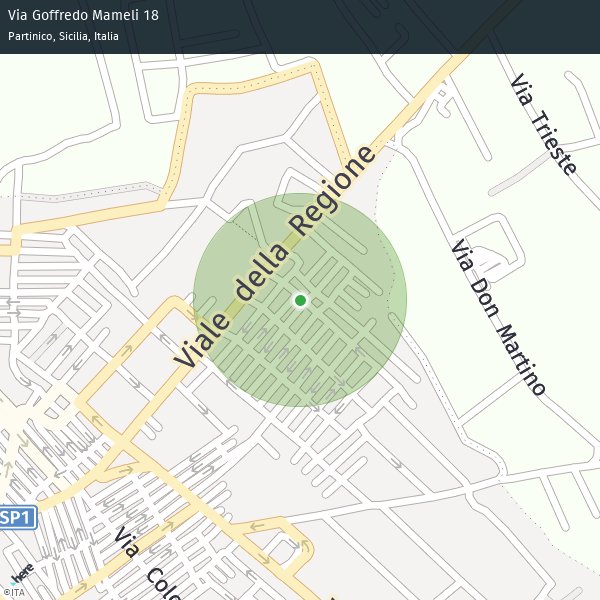 Via Goffredo Mameli 18
Partinico, Sicilia, Italia
Via Trieste
Viale della Regione
Via Don Martino
SP1
Via Colo
here
©ITA